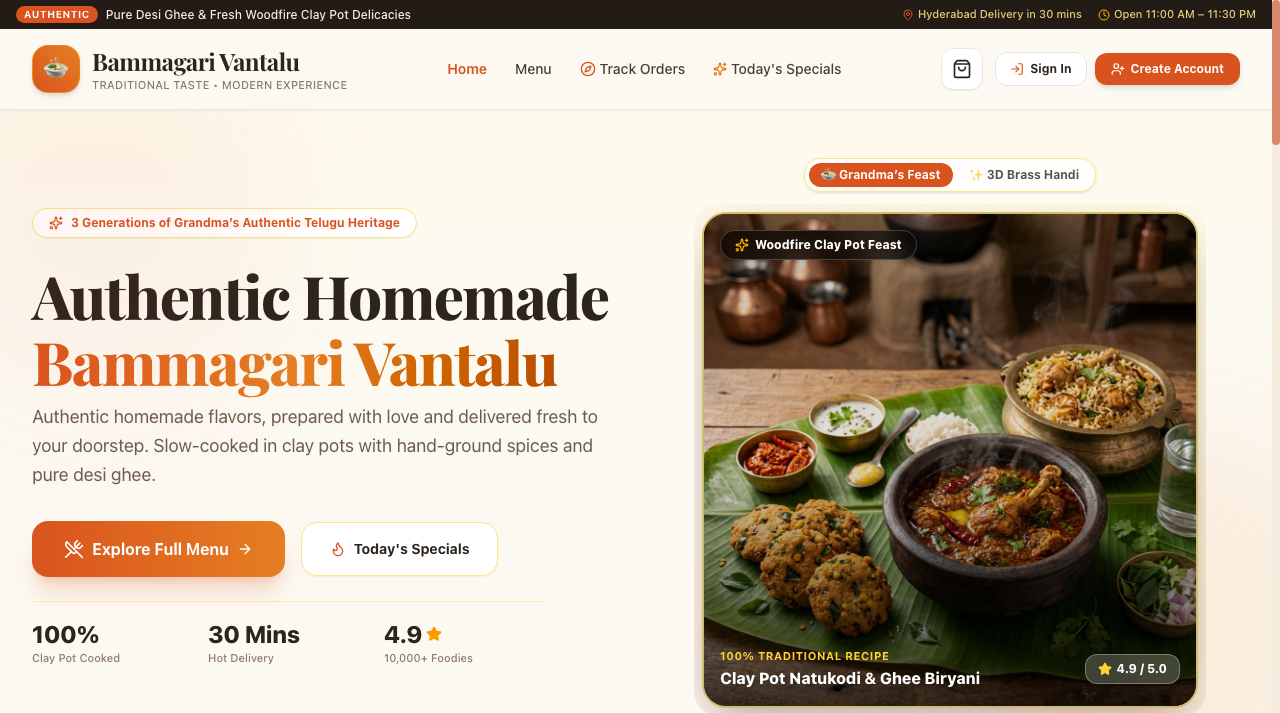 AUTHENTIC Pure Desi Ghee & Fresh Woodfire Clay Pot Delicacies
Hyderabad Delivery in 30 mins
Open 11:00 AM – 11:30 PM
Bammagari Vantalu
TRADITIONAL TASTE • MODERN EXPERIENCE
Home
Menu
Track Orders
Today's Specials
Sign In
Create Account
3 Generations of Grandma's Authentic Telugu Heritage
Authentic Homemade
Bammagari Vantalu
Authentic homemade flavors, prepared with love and delivered fresh to
your doorstep. Slow-cooked in clay pots with hand-ground spices and
pure desi ghee.
Explore Full Menu →
Today's Specials
100%
Clay Pot Cooked
30 Mins
Hot Delivery
4.9
10,000+ Foodies
Grandma's Feast
3D Brass Handi
Woodfire Clay Pot Feast
100% TRADITIONAL RECIPE
Clay Pot Natukodi & Ghee Biryani
4.9 / 5.0